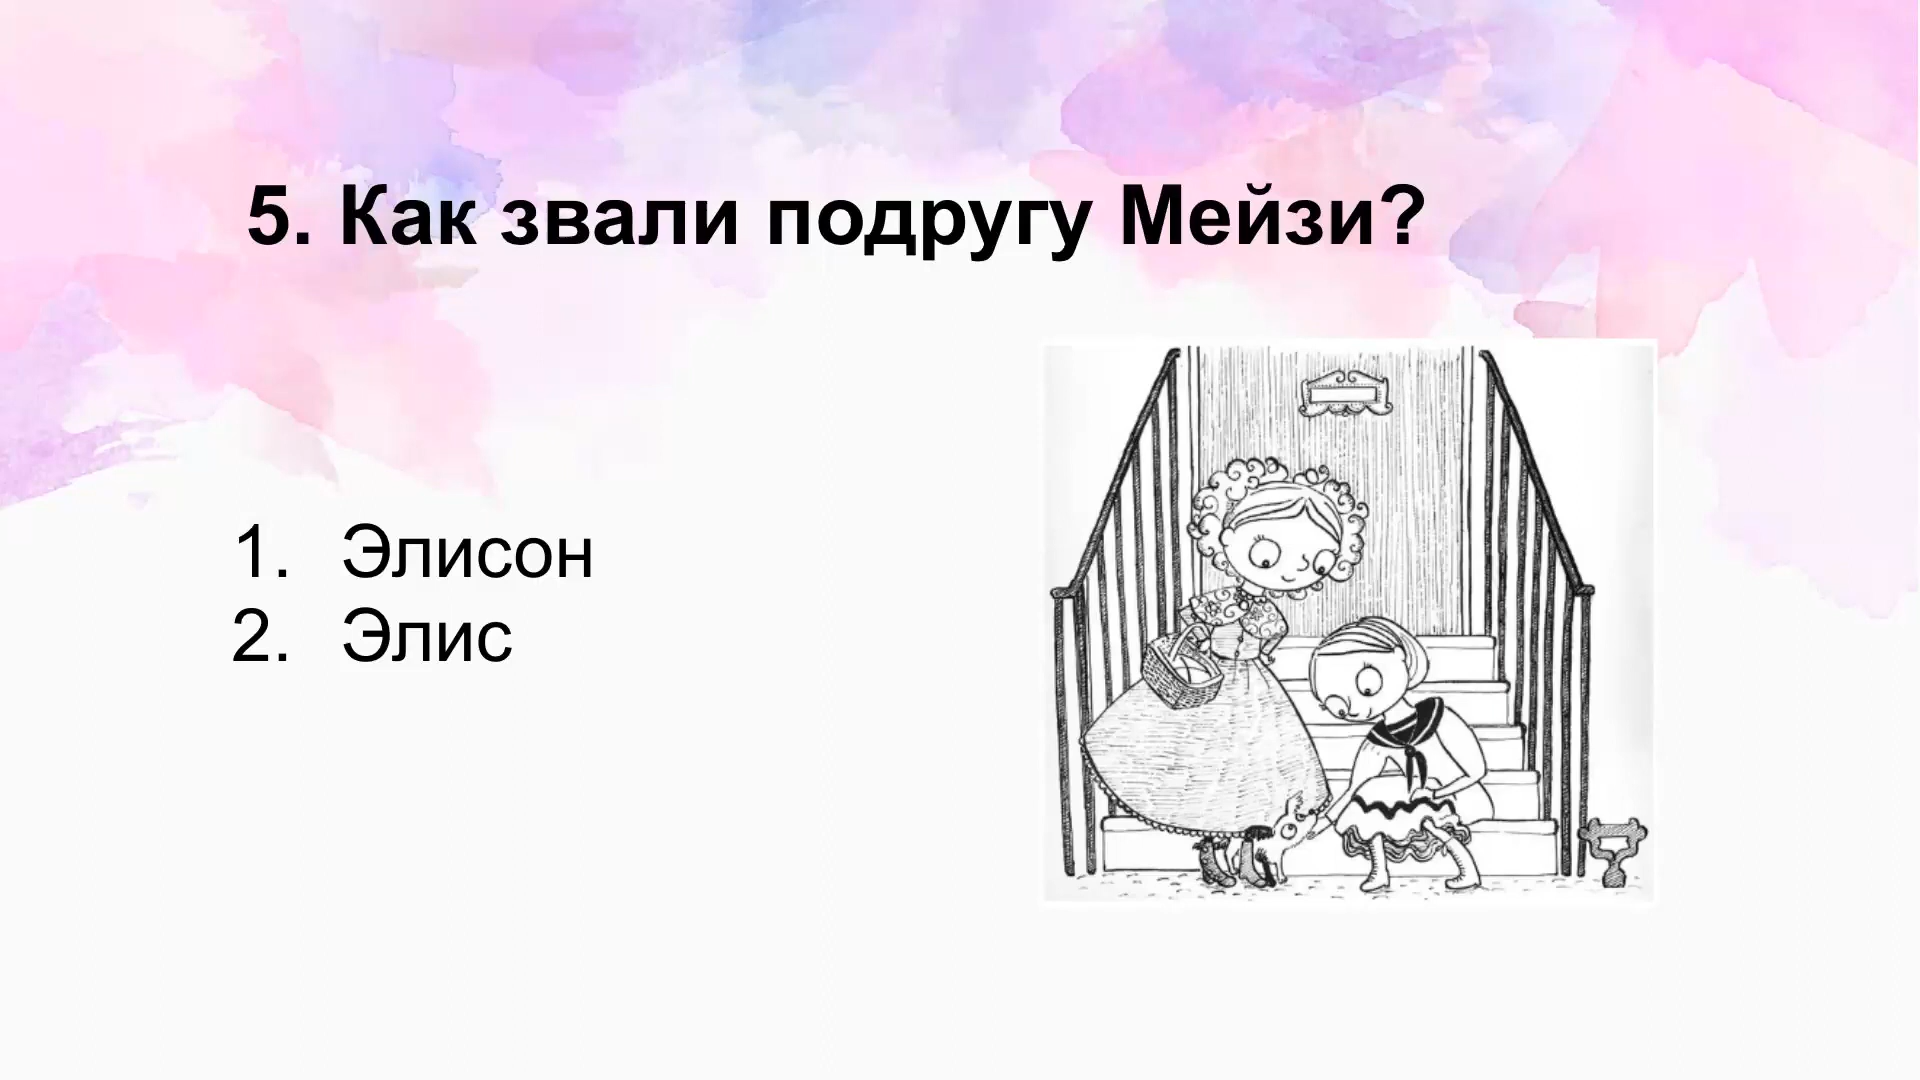 5. Как звали подругу Мейзи?
1. Элисон
2. Элис